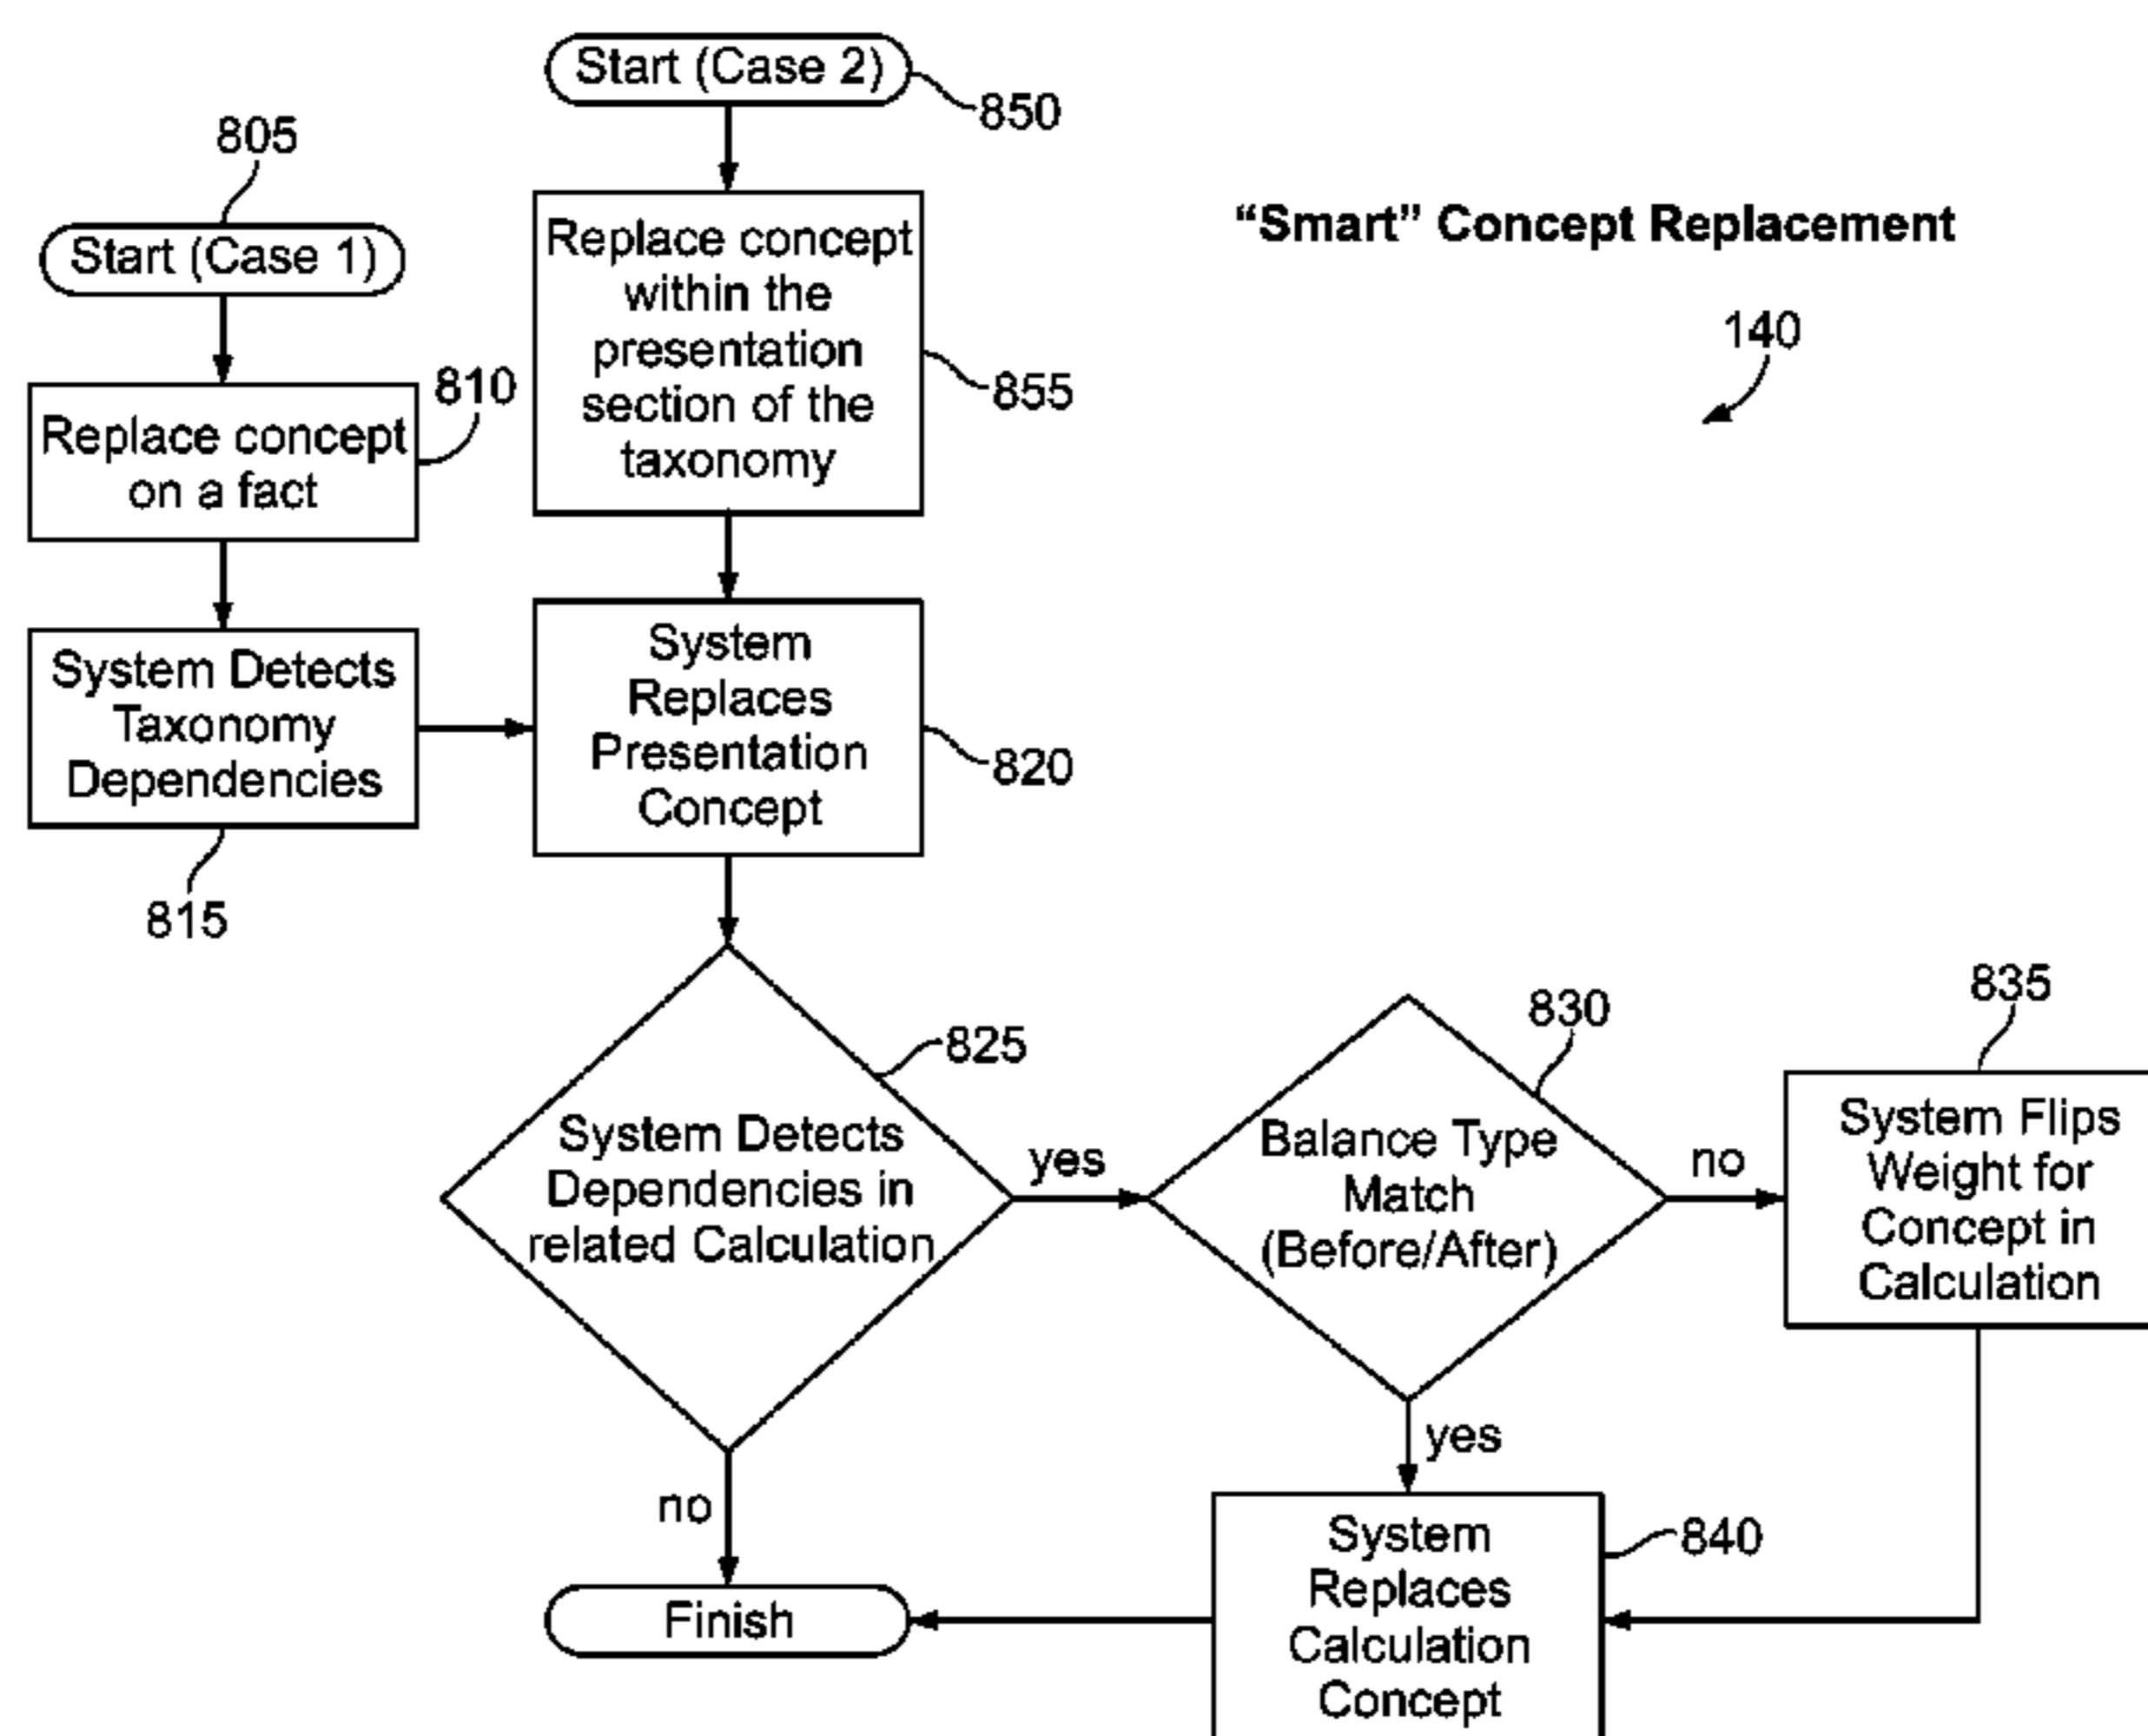 Start (Case 2)
850
805
Start (Case 1)
Replace concept
within the
presentation
section of the
taxonomy
855
“Smart” Concept Replacement
140
810
Replace concept
on a fact
System Detects
Taxonomy
Dependencies
815
System
Replaces
Presentation
Concept
820
825
System Detects
Dependencies in
related Calculation
yes
no
830
Balance Type
Match
(Before/After)
no
yes
835
System Flips
Weight for
Concept in
Calculation
840
System
Replaces
Calculation
Concept
Finish